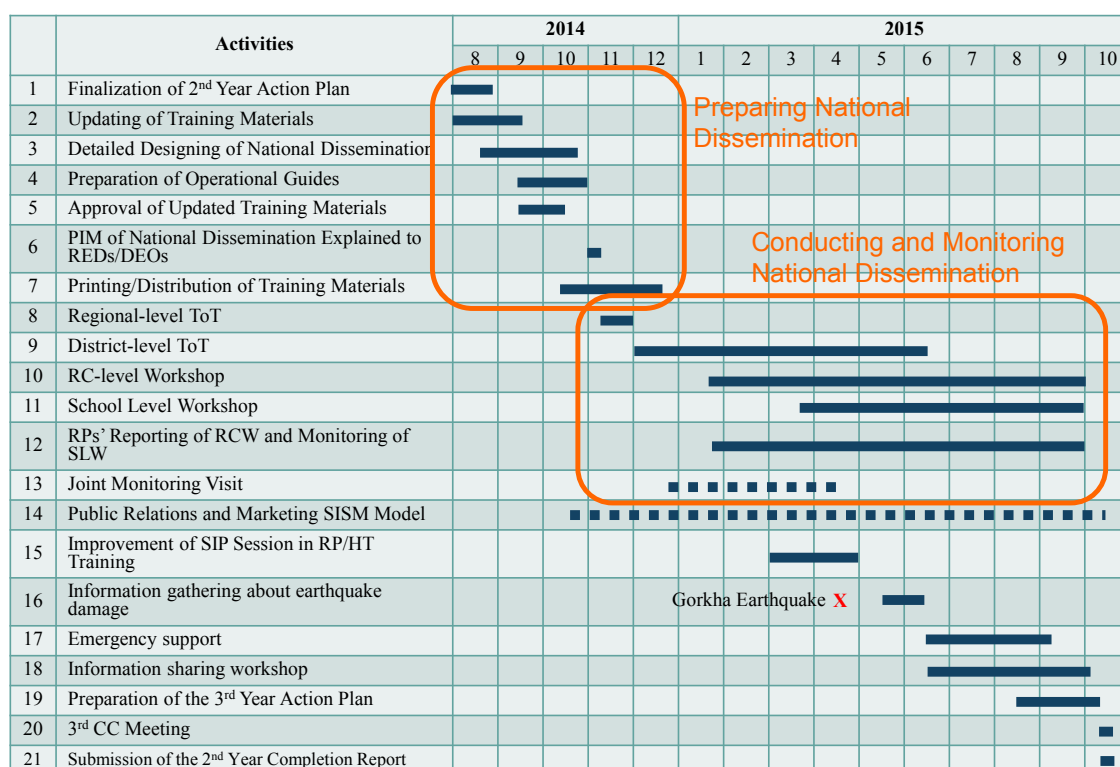 Activities
2014
2015
8 9 10 11 12 1 2 3 4 5 6 7 8 9 10
1 Finalization of 2nd Year Action Plan
2 Updating of Training Materials
3 Detailed Designing of National Dissemination
4 Preparation of Operational Guides
5 Approval of Updated Training Materials
6 PIM of National Dissemination Explained to
REDs/DEOs
7 Printing/Distribution of Training Materials
8 Regional-level ToT
9 District-level ToT
10 RC-level Workshop
11 School Level Workshop
12 RPs' Reporting of RCW and Monitoring of
SLW
13 Joint Monitoring Visit
14 Public Relations and Marketing SISM Model
15 Improvement of SIP Session in RP/HT
Training
16 Information gathering about earthquake
damage
17 Emergency support
18 Information sharing workshop
19 Preparation of the 3rd Year Action Plan
20 3rd CC Meeting
21 Submission of the 2nd Year Completion Report
Preparing National
Dissemination
Conducting and Monitoring
National Dissemination
Gorkha Earthquake X